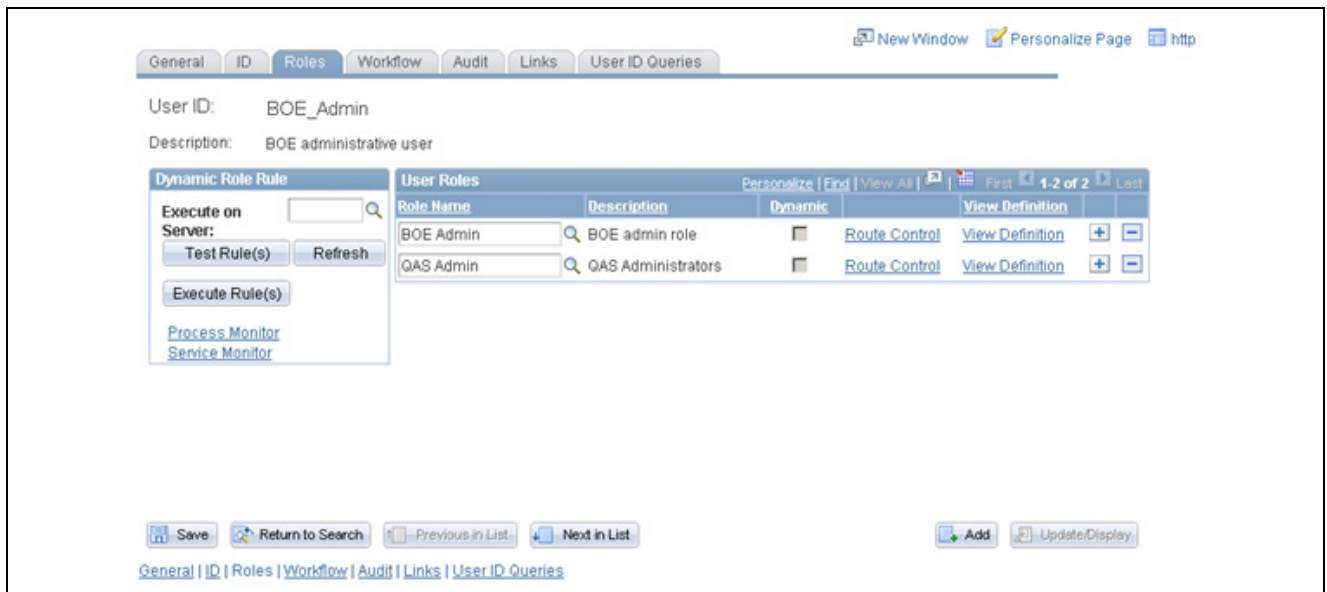 New Window Personalize Page http
General ID Roles Workflow Audit Links User ID Queries
User ID: BOE_Admin
Description: BOE administrative user
Dynamic Role Rule
Execute on Server:
Test Rule(s) Refresh
Execute Rule(s)
Process Monitor
Service Monitor
User Roles Personalize | Find | View All | | First 1-2 of 2 Last
Role Name Description Dynamic View Definition
BOE Admin BOE admin role Route Control View Definition
QAS Admin QAS Administrators Route Control View Definition
Save Return to Search Previous in List Next in List Add Update/Display
General | ID | Roles | Workflow | Audit | Links | User ID Queries